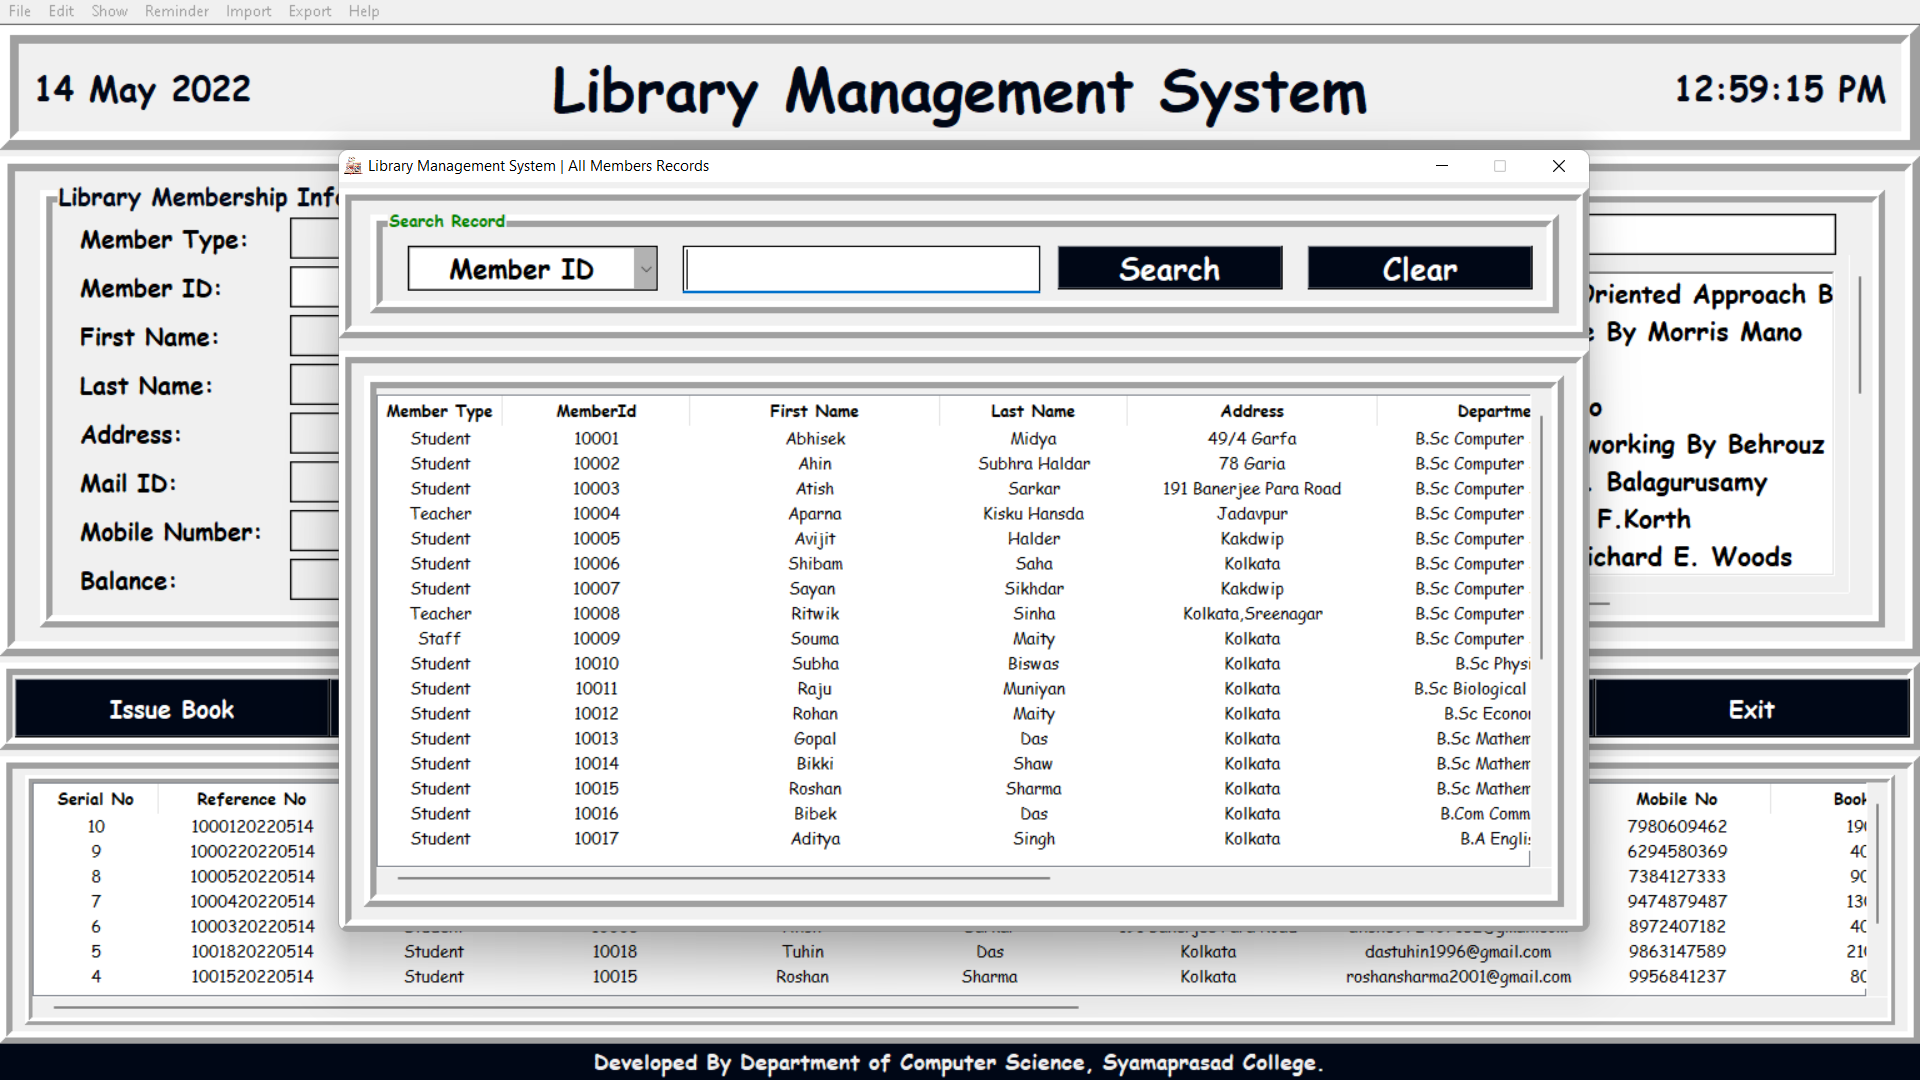 File Edit Show Reminder Import Export Help
14 May 2022 Library Management System 12:59:15 PM
Library Management System | All Members Records
Library Membership
Member Type:
Member ID:
First Name:
Last Name:
Address:
Mail ID:
Mobile Number:
Balance:
Search Record
Member ID Search Clear
Member Type MemberId First Name Last Name Address Departme
Student 10001 Abhisek Midya 49/4 Garfa B.Sc Computer
Student 10002 Ahin Subhra Haldar 78 Garia B.Sc Computer
Student 10003 Atish Sarkar 191 Banerjee Para Road B.Sc Computer
Teacher 10004 Aparna Kisku Hansda Jadavpur B.Sc Computer
Student 10005 Avijit Halder Kakdwip B.Sc Computer
Student 10006 Shibam Saha Kolkata B.Sc Computer
Student 10007 Sayan Sikhdar Kakdwip B.Sc Computer
Teacher 10008 Ritwik Sinha Kolkata,Sreenagar B.Sc Computer
Staff 10009 Souma Maity Kolkata B.Sc Computer
Student 10010 Subha Biswas Kolkata B.Sc Physi
Student 10011 Raju Muniyan Kolkata B.Sc Biological
Student 10012 Rohan Maity Kolkata B.Sc Econo
Student 10013 Gopal Das Kolkata B.Sc Mathem
Student 10014 Bikki Shaw Kolkata B.Sc Mathem
Student 10015 Roshan Sharma Kolkata B.Sc Mathem
Student 10016 Bibek Das Kolkata B.Com Comm
Student 10017 Aditya Singh Kolkata B.A Engli
Oriented Approach B
By Morris Mano
working By Behrouz
Balagurusamy
F.Korth
ichard E. Woods
Issue Book Exit
Serial No Reference No Mobile No Book
10 1000120220514 7980609462 190
9 1000220220514 6294580369 40
8 1000520220514 7384127333 90
7 1000420220514 9474879487 130
6 1000320220514 8972407182 40
5 1001820220514 Student 10018 Tuhin Das Kolkata dastuhin1996@gmail.com 9863147589 210
4 1001520220514 Student 10015 Roshan Sharma Kolkata roshansharma2001@gmail.com 9956841237 80
Developed By Department of Computer Science, Syamaprasad College.